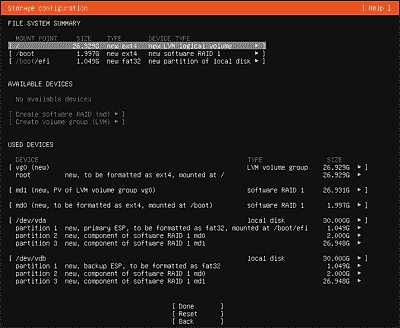 Storage configuration [ Help ]
FILE SYSTEM SUMMARY
MOUNT POINT SIZE TYPE DEVICE TYPE
[ / 26.929G new ext4 new LVM logical volume ▸ ]
[ /boot 1.997G new ext4 new software RAID 1 ▸ ]
[ /boot/efi 1.049G new fat32 new partition of local disk ▸ ]
AVAILABLE DEVICES
No available devices
[ Create software RAID (md) ▸ ]
[ Create volume group (LVM) ▸ ]
USED DEVICES
DEVICE TYPE SIZE
[ vg0 (new) LVM volume group 26.929G ▸ ]
root new, to be formatted as ext4, mounted at / 26.929G
[ md1 (new, PV of LVM volume group vg0) software RAID 1 26.931G ▸ ]
[ md0 (new, to be formatted as ext4, mounted at /boot) software RAID 1 1.997G ▸ ]
[ /dev/vda local disk 30.000G ▸ ]
partition 1 new, primary ESP, to be formatted as fat32, mounted at /boot/efi 1.049G ▸
partition 2 new, component of software RAID 1 md0 2.000G ▸
partition 3 new, component of software RAID 1 md1 26.948G ▸
[ /dev/vdb local disk 30.000G ▸ ]
partition 1 new, backup ESP, to be formatted as fat32 1.049G ▸
partition 2 new, component of software RAID 1 md0 2.000G ▸
partition 3 new, component of software RAID 1 md1 26.948G ▸
[ Done ]
[ Reset ]
[ Back ]